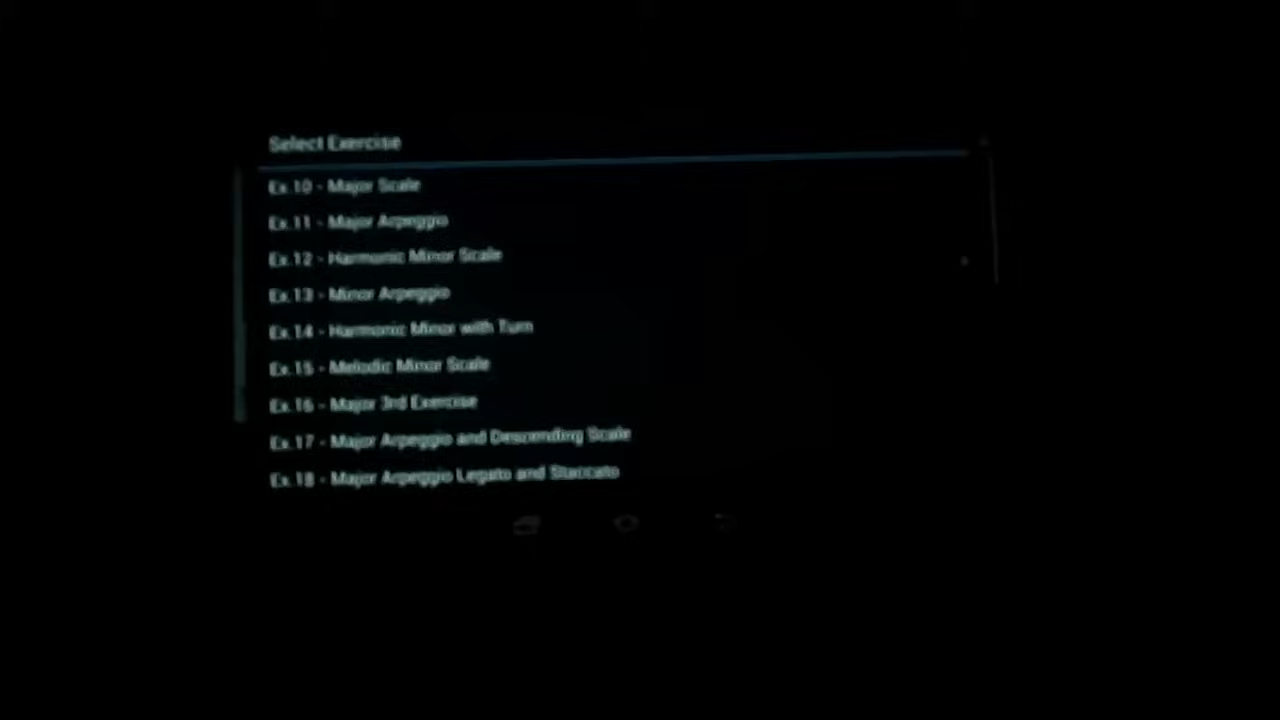 Select Exercise
Ex.10 - Major Scale
Ex.11 - Major Arpeggio
Ex.12 - Harmonic Minor Scale
Ex.13 - Minor Arpeggio
Ex.14 - Harmonic Minor with Turn
Ex.15 - Melodic Minor Scale
Ex.16 - Major 3rd Exercise
Ex.17 - Major Arpeggio and Descending Scale
Ex.18 - Major Arpeggio Legato and Staccato